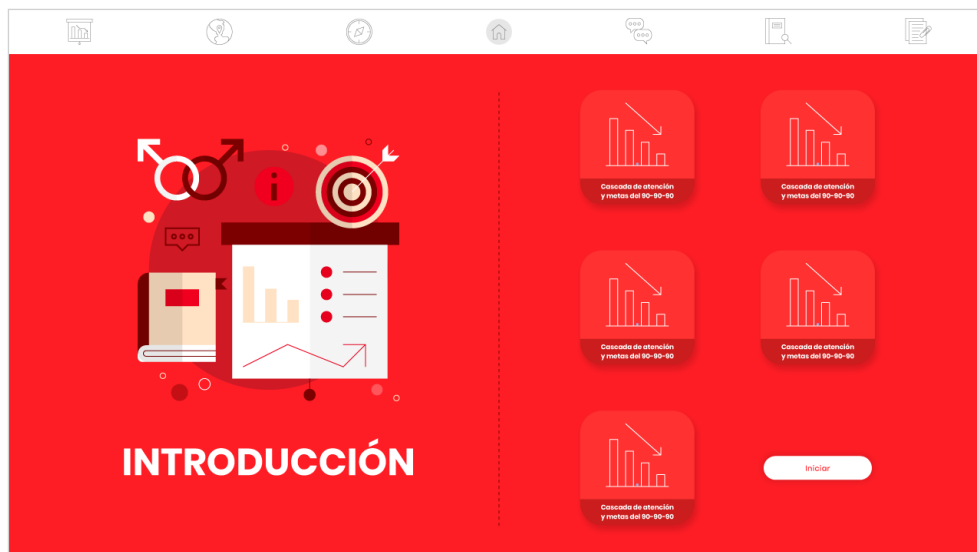 INTRODUCCIÓN
Cascada de atención
y metas del 90-90-90
Cascada de atención
y metas del 90-90-90
Cascada de atención
y metas del 90-90-90
Cascada de atención
y metas del 90-90-90
Cascada de atención
y metas del 90-90-90
Iniciar